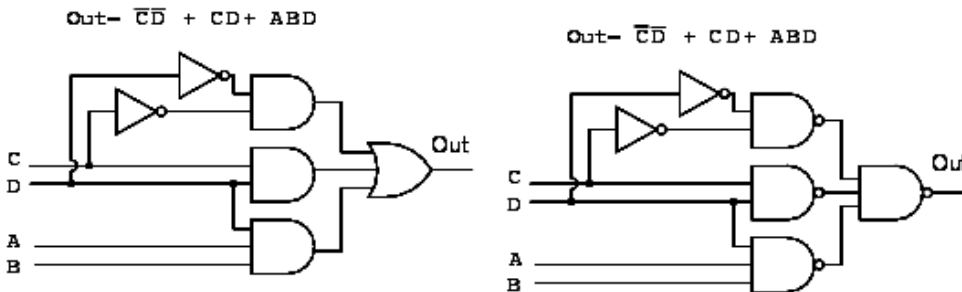 Out= C̅D̅ + CD+ ABD
Out
C
D
A
B
Out= C̅ D̅ + CD+ ABD
Out
C
D
A
B